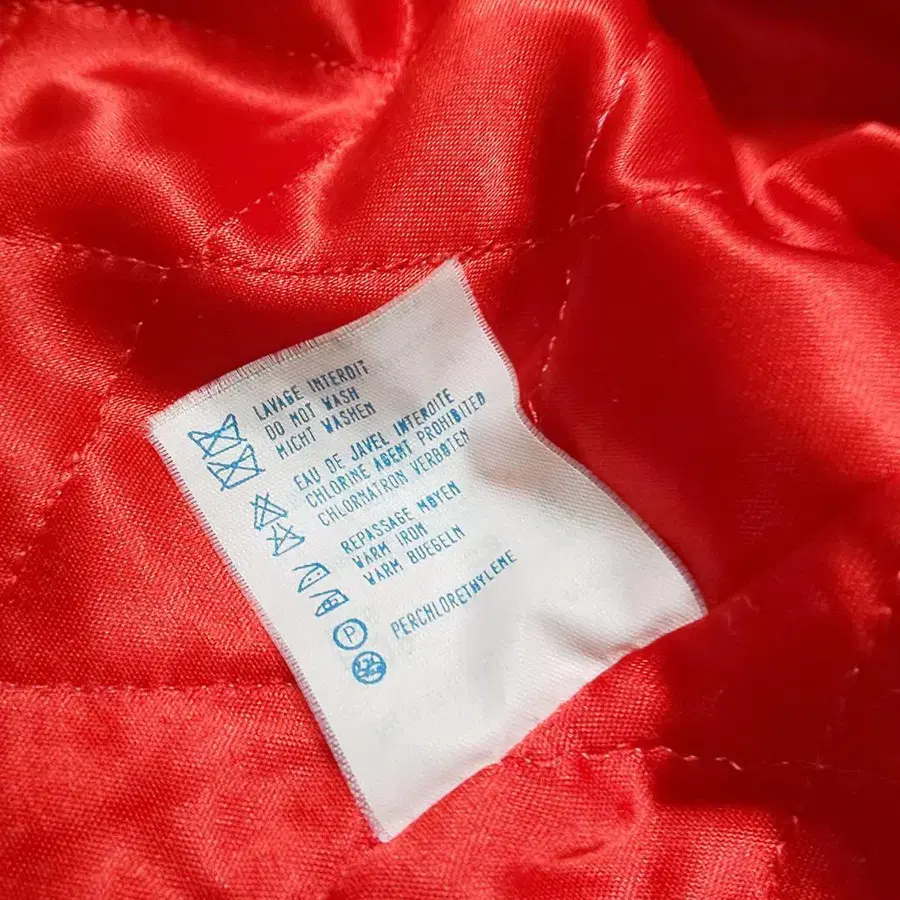 LAVAGE INTERDIT
DO NOT WASH
MICHT WASHEN
EAU DE JAVEL INTERDITE
CHLORINE AGENT PROHIBITED
CHLORNATRON VERBOTEN
REPASSAGE MOYEN
WARM IRON
WARM BUEGELN
P
PERCHLORETHYLENE